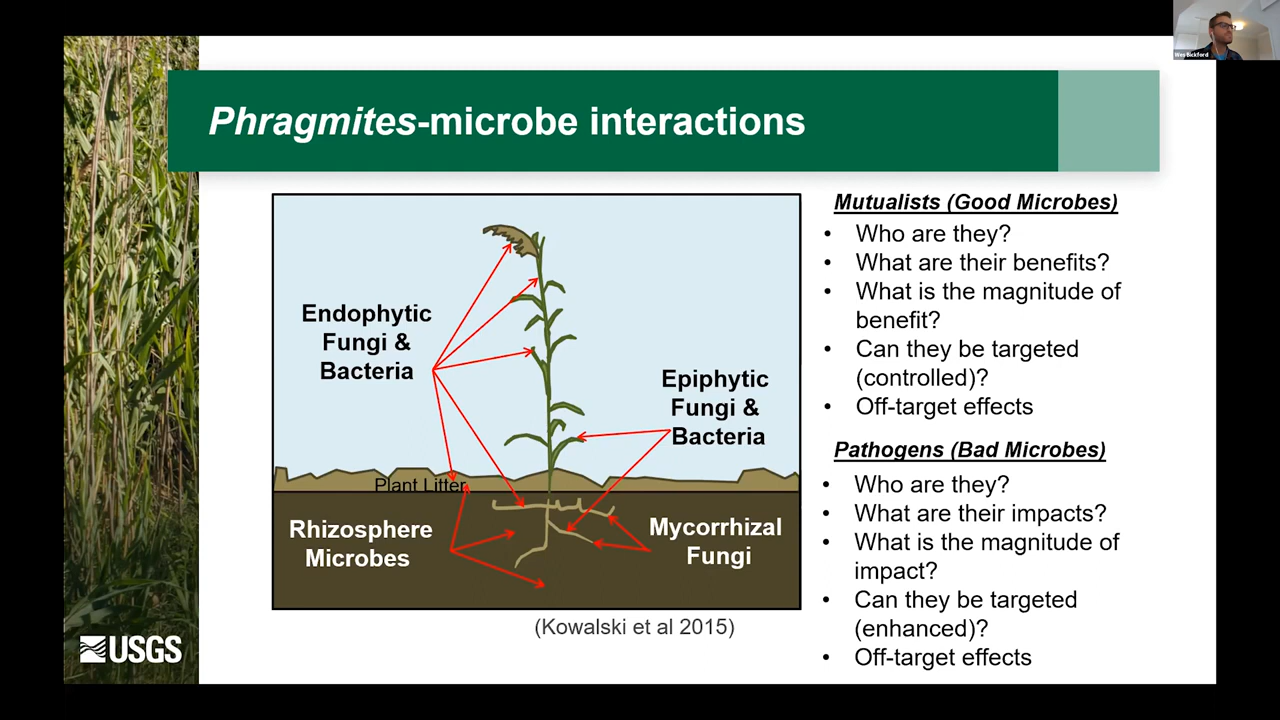 Wes Bickford
Phragmites-microbe interactions
Endophytic
Fungi &
Bacteria
Epiphytic
Fungi &
Bacteria
Plant Litter
Rhizosphere
Microbes
Mycorrhizal
Fungi
(Kowalski et al 2015)
Mutualists (Good Microbes)
• Who are they?
• What are their benefits?
• What is the magnitude of
benefit?
• Can they be targeted
(controlled)?
• Off-target effects
Pathogens (Bad Microbes)
• Who are they?
• What are their impacts?
• What is the magnitude of
impact?
• Can they be targeted
(enhanced)?
• Off-target effects
USGS